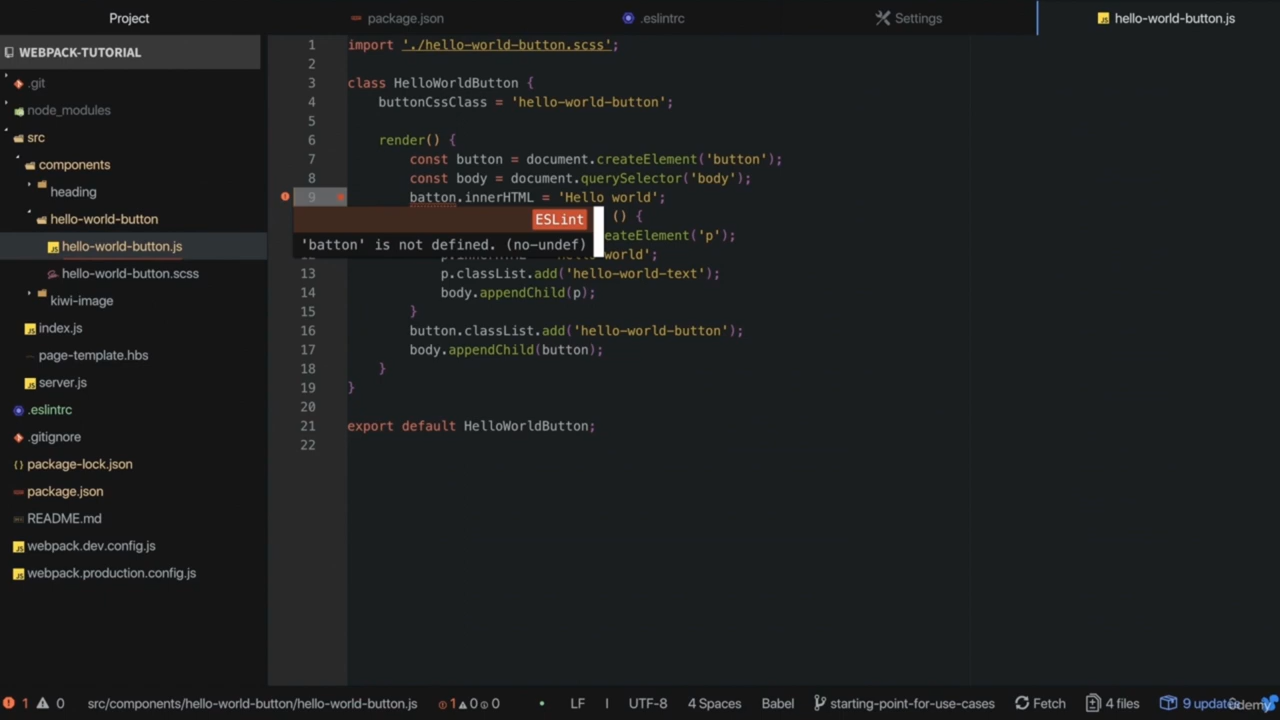 Project
package.json
.eslintrc
Settings
hello-world-button.js
WEBPACK-TUTORIAL
.git
node_modules
src
components
heading
hello-world-button
hello-world-button.js
hello-world-button.scss
kiwi-image
index.js
page-template.hbs
server.js
.eslintrc
.gitignore
package-lock.json
package.json
README.md
webpack.dev.config.js
webpack.production.config.js
1 import './hello-world-button.scss';
2
3 class HelloWorldButton {
4 buttonCssClass = 'hello-world-button';
5
6 render() {
7 const button = document.createElement('button');
8 const body = document.querySelector('body');
9 batton.innerHTML = 'Hello world';
() {
ESLint
eateElement('p');
'batton' is not defined. (no-undef)
world';
13 p.classList.add('hello-world-text');
14 body.appendChild(p);
15 }
16 button.classList.add('hello-world-button');
17 body.appendChild(button);
18 }
19 }
20
21 export default HelloWorldButton;
22
1 0 src/components/hello-world-button/hello-world-button.js 1 0 0 LF UTF-8 4 Spaces Babel starting-point-for-use-cases Fetch 4 files 9 updates
Udemy